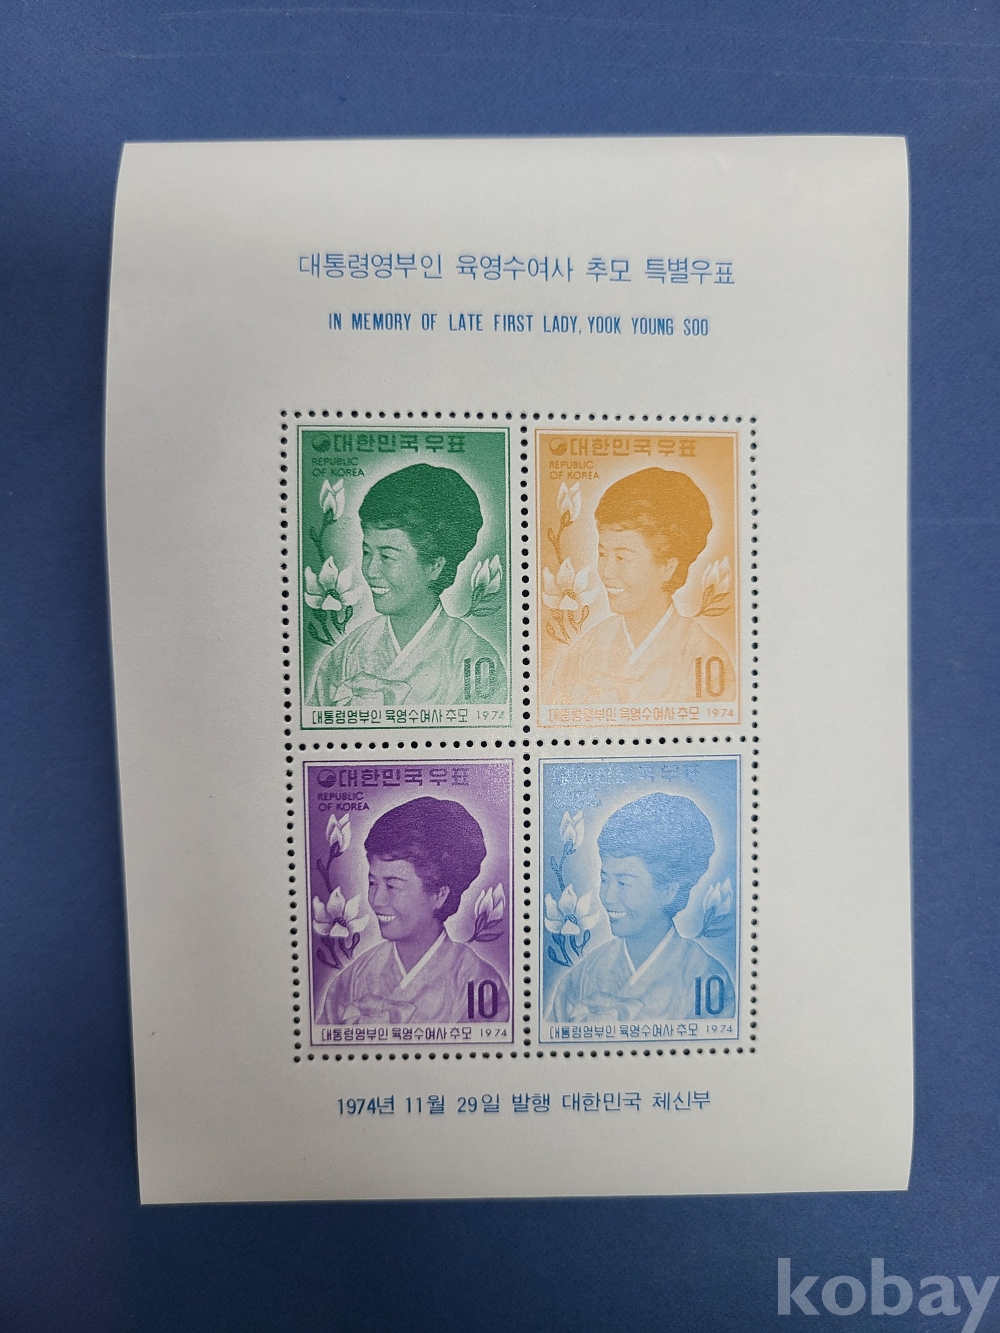 대통령영부인 육영수여사 추모 특별우표
IN MEMORY OF LATE FIRST LADY, YOOK YOUNG SOO
대한민국 우표
REPUBLIC
OF KOREA
10
대통령영부인 육영수여사 추모 1974
대한민국 우표
REPUBLIC
OF KOREA
10
대통령영부인 육영수여사 추모 1974
대한민국 우표
REPUBLIC
OF KOREA
10
대통령영부인 육영수여사 추모 1974
10
대통령영부인 육영수여사 추모 1974
1974년 11월 29일 발행 대한민국 체신부
kobay